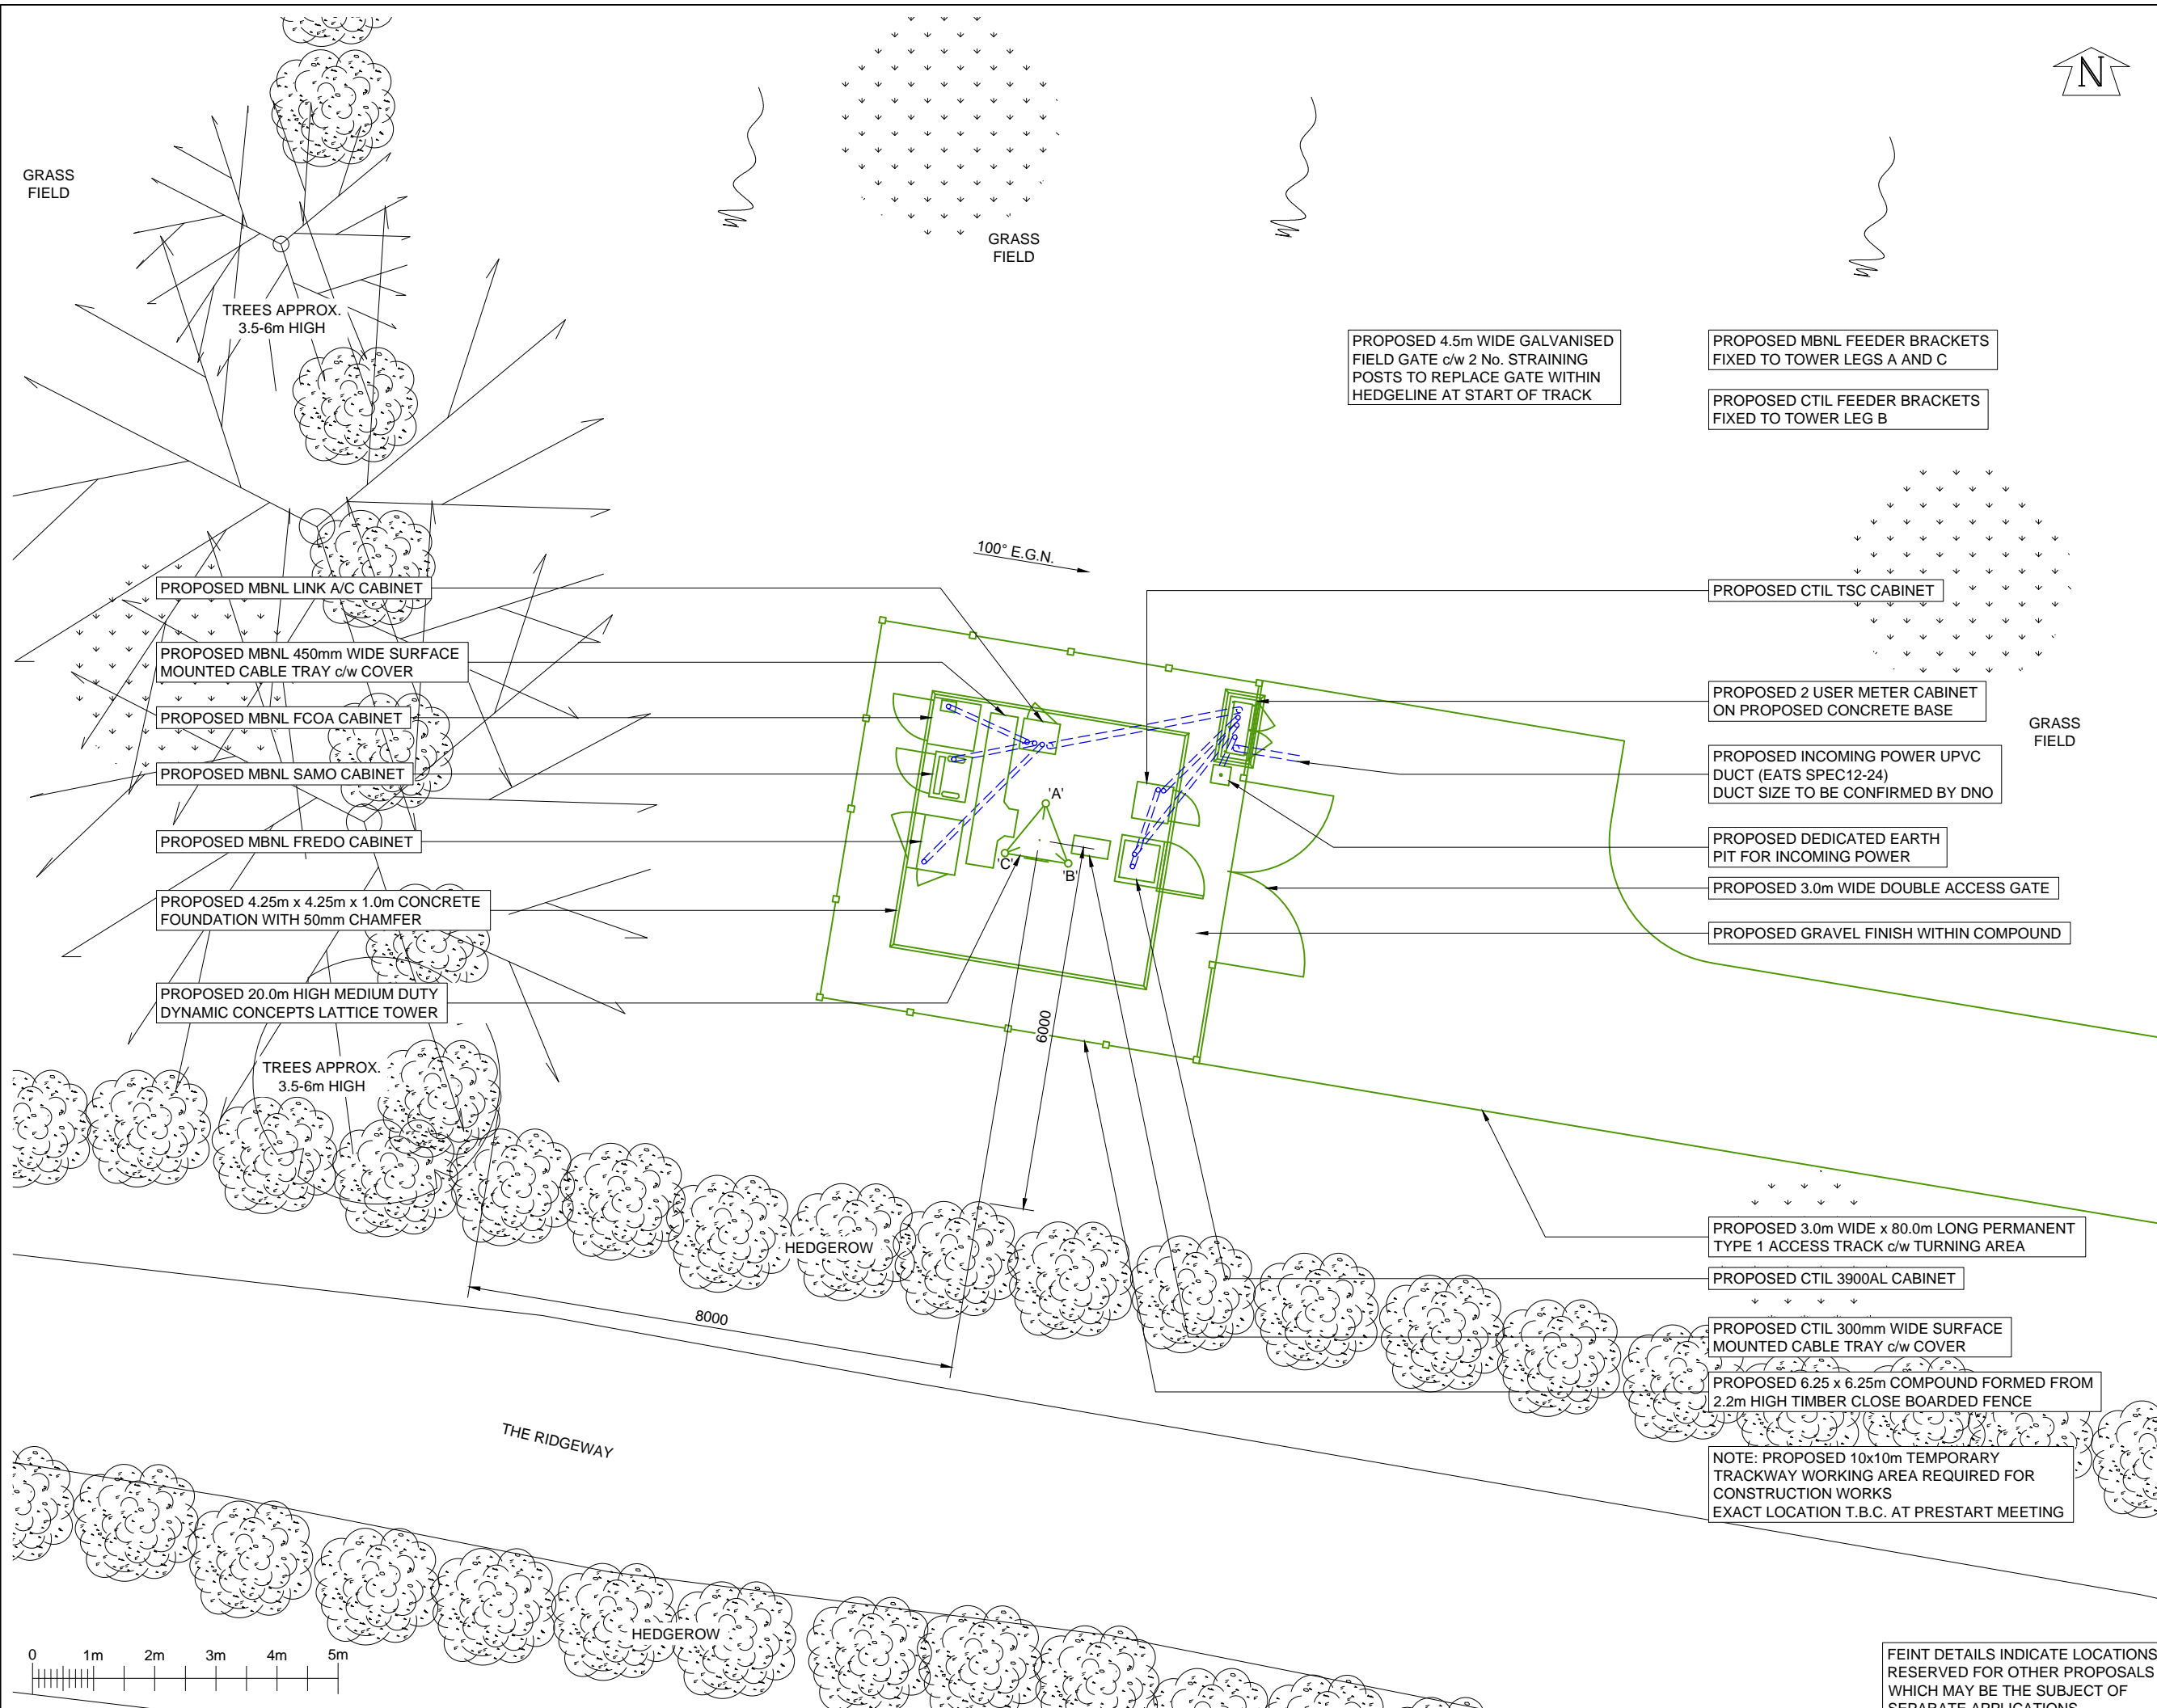 N
GRASS
FIELD
GRASS
FIELD
TREES APPROX.
3.5-6m HIGH
PROPOSED 4.5m WIDE GALVANISED
FIELD GATE c/w 2 No. STRAINING
POSTS TO REPLACE GATE WITHIN
HEDGELINE AT START OF TRACK
PROPOSED MBNL FEEDER BRACKETS
FIXED TO TOWER LEGS A AND C
PROPOSED CTIL FEEDER BRACKETS
FIXED TO TOWER LEG B
100° E.G.N.
PROPOSED MBNL LINK A/C CABINET
PROPOSED MBNL 450mm WIDE SURFACE
MOUNTED CABLE TRAY c/w COVER
PROPOSED MBNL FCOA CABINET
PROPOSED MBNL SAMO CABINET
PROPOSED MBNL FREDO CABINET
PROPOSED 4.25m x 4.25m x 1.0m CONCRETE
FOUNDATION WITH 50mm CHAMFER
PROPOSED 20.0m HIGH MEDIUM DUTY
DYNAMIC CONCEPTS LATTICE TOWER
TREES APPROX.
3.5-6m HIGH
'A'
'C'
'B'
6000
8000
PROPOSED CTIL TSC CABINET
PROPOSED 2 USER METER CABINET
ON PROPOSED CONCRETE BASE
GRASS
FIELD
PROPOSED INCOMING POWER UPVC
DUCT (EATS SPEC12-24)
DUCT SIZE TO BE CONFIRMED BY DNO
PROPOSED DEDICATED EARTH
PIT FOR INCOMING POWER
PROPOSED 3.0m WIDE DOUBLE ACCESS GATE
PROPOSED GRAVEL FINISH WITHIN COMPOUND
PROPOSED 3.0m WIDE x 80.0m LONG PERMANENT
TYPE 1 ACCESS TRACK c/w TURNING AREA
PROPOSED CTIL 3900AL CABINET
PROPOSED CTIL 300mm WIDE SURFACE
MOUNTED CABLE TRAY c/w COVER
PROPOSED 6.25 x 6.25m COMPOUND FORMED FROM
2.2m HIGH TIMBER CLOSE BOARDED FENCE
NOTE: PROPOSED 10x10m TEMPORARY
TRACKWAY WORKING AREA REQUIRED FOR
CONSTRUCTION WORKS
EXACT LOCATION T.B.C. AT PRESTART MEETING
HEDGEROW
THE RIDGEWAY
HEDGEROW
0 1m 2m 3m 4m 5m
FEINT DETAILS INDICATE LOCATIONS
RESERVED FOR OTHER PROPOSALS
WHICH MAY BE THE SUBJECT OF
SEPARATE APPLICATIONS